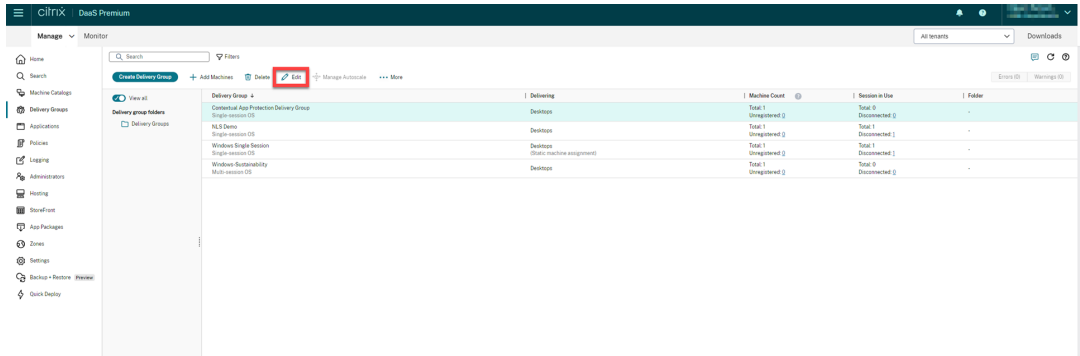 citrix | DaaS Premium
Manage Monitor All tenants Downloads
Home
Search
Machine Catalogs
Delivery Groups
Applications
Policies
Logging
Administrators
Hosting
StoreFront
App Packages
Zones
Settings
Backup + Restore Preview
Quick Deploy
Search Filters
Create Delivery Group Add Machines Delete Edit Manage Autoscale ••• More Errors (0) Warnings (0)
View all
Delivery group folders
Delivery Groups
Delivery Group ↓ Delivering Machine Count Session in Use Folder
Contextual App Protection Delivery Group Desktops Total: 1 Total: 0 -
Single-session OS Unregistered: 0 Disconnected: 0
NLS Demo Desktops Total: 1 Total: 1 -
Single-session OS Unregistered: 0 Disconnected: 1
Windows Single Session Desktops Total: 1 Total: 1 -
Single-session OS (Static machine assignment) Unregistered: 0 Disconnected: 1
Windows-Sustainability Desktops Total: 1 Total: 0 -
Multi-session OS Unregistered: 0 Disconnected: 0